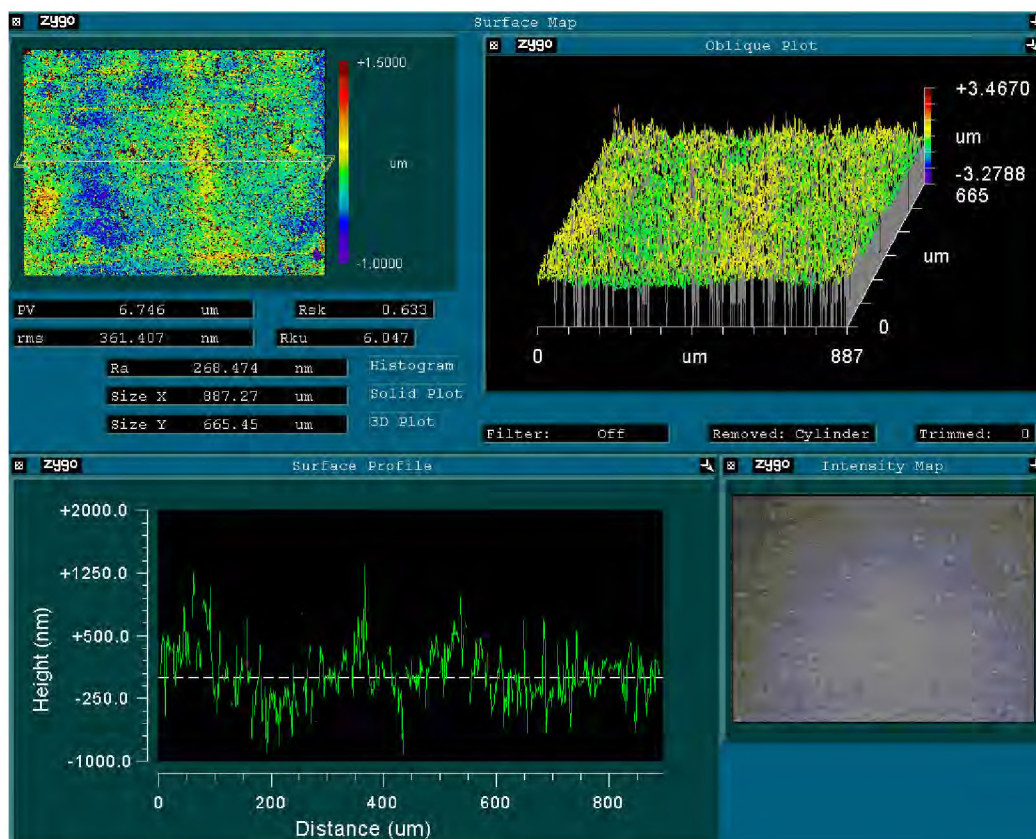 zygo Surface Map
+1.5000
um
-1.0000
PV 6.746 um Rsk 0.633
rms 361.407 nm Rku 6.047
Ra 268.474 nm Histogram
Size X 887.27 um Solid Plot
Size Y 665.45 um 3D Plot
zygo Oblique Plot
+3.4670
um
-3.2788
665
um
0
0 um 887
Filter: Off Removed: Cylinder Trimmed: 0
zygo Surface Profile
+2000.0
+1250.0
+500.0
-250.0
-1000.0
Height (nm)
0 200 400 600 800
Distance (um)
zygo Intensity Map